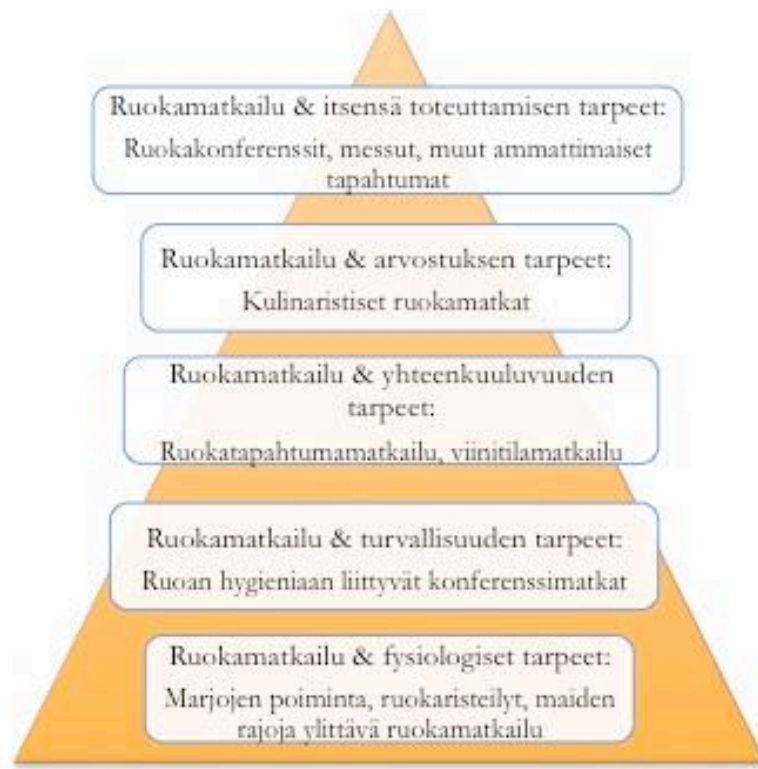 Ruokamatkailu & itsensä toteuttamisen tarpeet:
Ruokakonferenssit, messut, muut ammattimaiset
tapahtumat
Ruokamatkailu & arvostuksen tarpeet:
Kulinaristiset ruokamatkat
Ruokamatkailu & yhteenkuuluvuuden
tarpeet:
Ruokatapahtumamatkailu, viinitilamatkailu
Ruokamatkailu & turvallisuuden tarpeet:
Ruoan hygieniaan liittyvät konferenssimatkat
Ruokamatkailu & fysiologiset tarpeet:
Marjojen poiminta, ruokaristeilyt, maiden
rajoja ylittävä ruokamatkailu